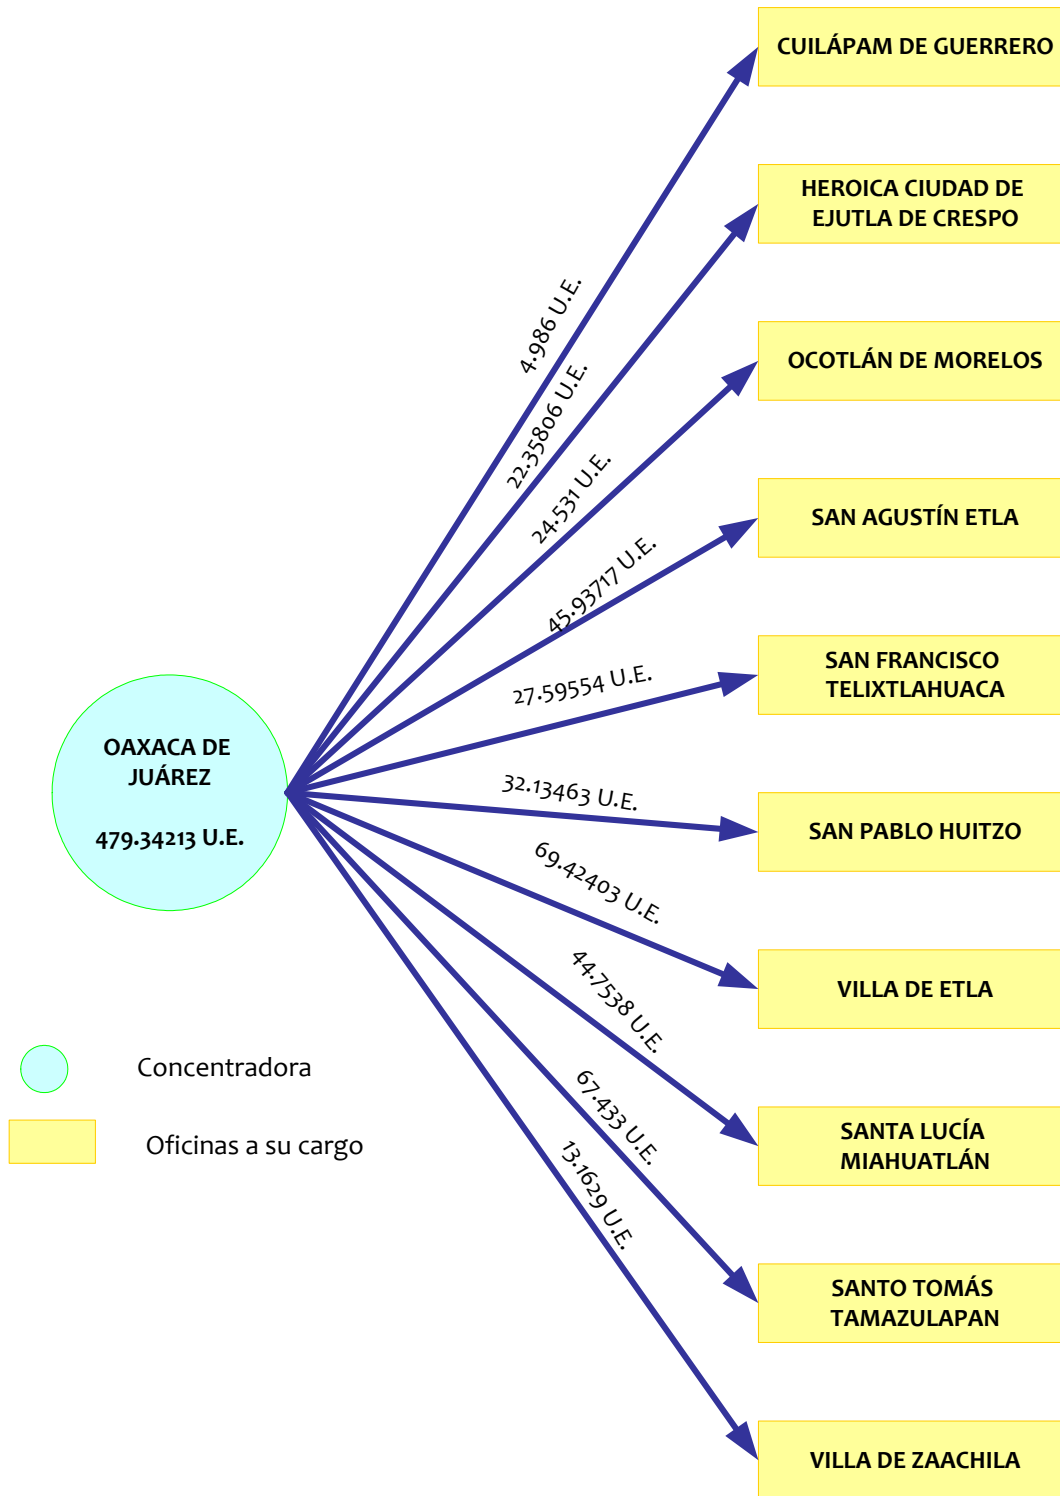 CUILÁPAM DE GUERRERO
HEROICA CIUDAD DE
EJUTLA DE CRESPO
OCOTLÁN DE MORELOS
SAN AGUSTÍN ETLA
SAN FRANCISCO
TELIXTLAHUACA
SAN PABLO HUITZO
VILLA DE ETLA
SANTA LUCÍA
MIAHUATLÁN
SANTO TOMÁS
TAMAZULAPAN
VILLA DE ZAACHILA
4.986 U.E.
22.35806 U.E.
24.531 U.E.
45.93717 U.E.
27.59554 U.E.
32.13463 U.E.
69.42403 U.E.
44.7538 U.E.
67.433 U.E.
13.1629 U.E.
OAXACA DE
JUÁREZ
479.34213 U.E.
Concentradora
Oficinas a su cargo